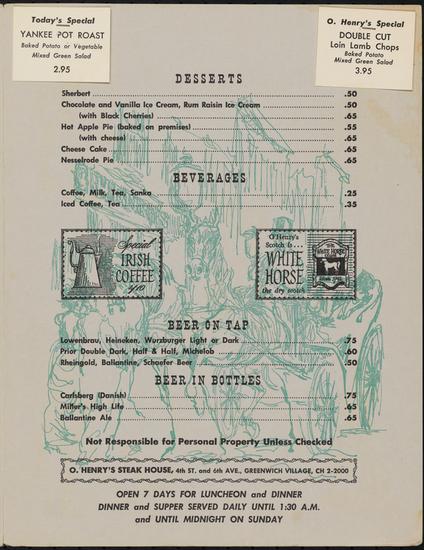 Today's Special
YANKEE POT ROAST
Baked Potato or Vegetable
Mixed Green Salad
2.95
O. Henry's Special
DOUBLE CUT
Loin Lamb Chops
Baked Potato
Mixed Green Salad
3.95
DESSERTS
Sherbet .50
Chocolate and Vanilla Ice Cream, Rum Raisin Ice Cream .50
(with Black Cherries) .65
Hot Apple Pie (baked on premises) .55
(with cheese) .65
Cheese Cake .65
Nesselrode Pie .65
BEVERAGES
Coffee, Milk, Tea, Sanka .25
Iced Coffee, Tea .35
Special
IRISH
COFFEE
O'Henry's
Scotch is...
WHITE
HORSE
the dry scotch
WHITE HORSE
BEER ON TAP
Lowenbrau, Heineken, Wurzburger Light or Dark .75
Prior Double Dark, Half & Half, Michelob .60
Rheingold, Ballantine, Schaefer Beer .50
BEER IN BOTTLES
Carlsberg (Danish) .75
Miller's High Life .65
Ballantine Ale .65
Not Responsible for Personal Property Unless Checked
O. HENRY'S STEAK HOUSE, 4th ST. and 6th AVE., GREENWICH VILLAGE, CH 2-2000
OPEN 7 DAYS FOR LUNCHEON and DINNER
DINNER and SUPPER SERVED DAILY UNTIL 1:30 A.M.
and UNTIL MIDNIGHT ON SUNDAY